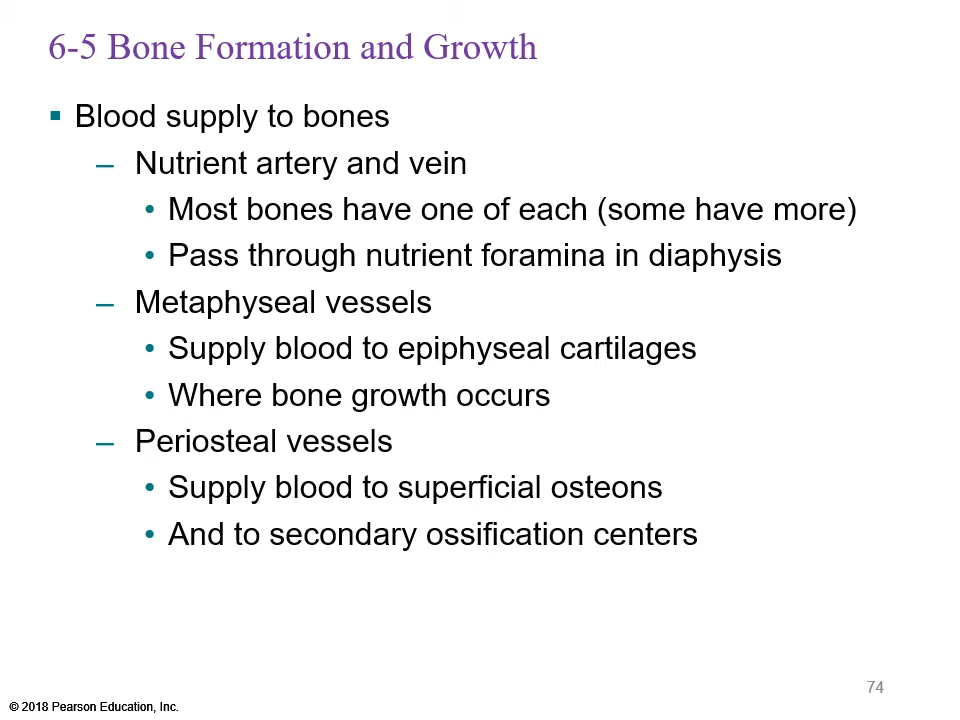 6-5 Bone Formation and Growth
▪ Blood supply to bones
– Nutrient artery and vein
• Most bones have one of each (some have more)
• Pass through nutrient foramina in diaphysis
– Metaphyseal vessels
• Supply blood to epiphyseal cartilages
• Where bone growth occurs
– Periosteal vessels
• Supply blood to superficial osteons
• And to secondary ossification centers
74
© 2018 Pearson Education, Inc.